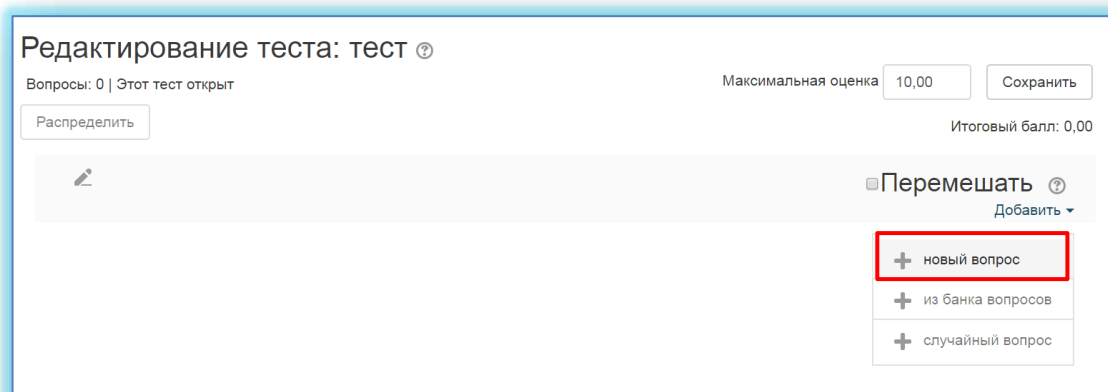 Редактирование теста: тест
Вопросы: 0 | Этот тест открыт
Максимальная оценка 10,00 Сохранить
Распределить
Итоговый балл: 0,00
Перемешать
Добавить
новый вопрос
из банка вопросов
случайный вопрос